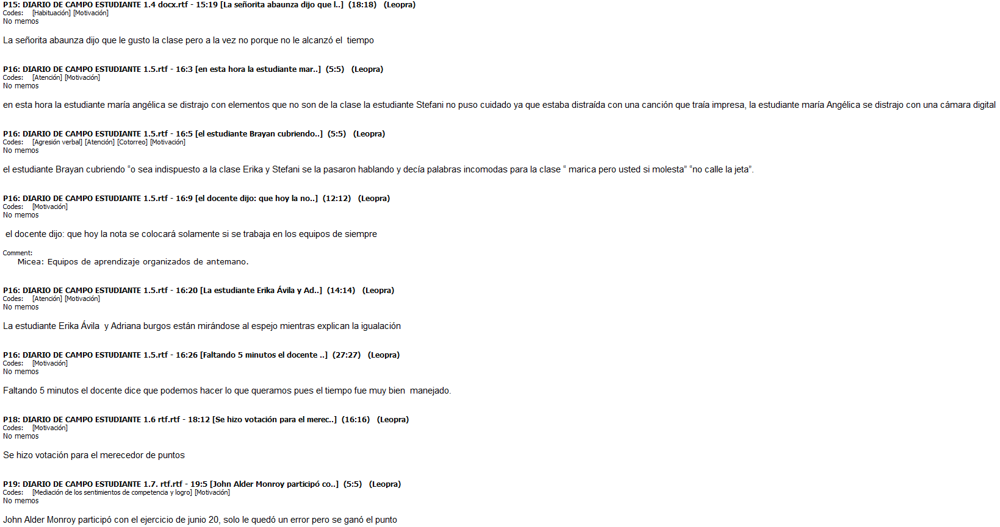 P15: DIARIO DE CAMPO ESTUDIANTE 1.4 docx.rtf - 15:19 [La señorita abaunza dijo que l..]  (18:18)   (Leopra)
Codes:    [Habituación] [Motivación]
No memos
La señorita abaunza dijo que le gusto la clase pero a la vez no porque no le alcanzó el  tiempo
P16: DIARIO DE CAMPO ESTUDIANTE 1.5.rtf - 16:3 [en esta hora la estudiante mar..]  (5:5)   (Leopra)
Codes:    [Atención] [Motivación]
No memos
en esta hora la estudiante maría angélica se distrajo con elementos que no son de la clase la estudiante Stefani no puso cuidado ya que estaba distraída con una canción que traía impresa, la estudiante maría Angélica se distrajo con una cámara digital
P16: DIARIO DE CAMPO ESTUDIANTE 1.5.rtf - 16:5 [el estudiante Brayan cubriendo..]  (5:5)   (Leopra)
Codes:    [Agresión verbal] [Atención] [Cotorreo] [Motivación]
No memos
el estudiante Brayan cubriendo “o sea indispuesto a la clase Erika y Stefani se la pasaron hablando y decía palabras incomodas para la clase “ marica pero usted si molesta” “no calle la jeta”.
P16: DIARIO DE CAMPO ESTUDIANTE 1.5.rtf - 16:9 [el docente dijo: que hoy la no..]  (12:12)   (Leopra)
Codes:    [Motivación]
No memos
el docente dijo: que hoy la nota se colocará solamente si se trabaja en los equipos de siempre
Comment:
Micea: Equipos de aprendizaje organizados de antemano.
P16: DIARIO DE CAMPO ESTUDIANTE 1.5.rtf - 16:20 [La estudiante Erika Ávila y Ad..]  (14:14)   (Leopra)
Codes:    [Atención] [Motivación]
No memos
La estudiante Erika Ávila  y Adriana burgos están mirándose al espejo mientras explican la igualación
P16: DIARIO DE CAMPO ESTUDIANTE 1.5.rtf - 16:26 [Faltando 5 minutos el docente ..]  (27:27)   (Leopra)
Codes:    [Motivación]
No memos
Faltando 5 minutos el docente dice que podemos hacer lo que queramos pues el tiempo fue muy bien  manejado.
P18: DIARIO DE CAMPO ESTUDIANTE 1.6 rtf.rtf - 18:12 [Se hizo votación para el merec..]  (16:16)   (Leopra)
Codes:    [Motivación]
No memos
Se hizo votación para el merecedor de puntos
P19: DIARIO DE CAMPO ESTUDIANTE 1.7. rtf.rtf - 19:5 [John Alder Monroy participó co..]  (5:5)   (Leopra)
Codes:    [Mediación de los sentimientos de competencia y logro] [Motivación]
No memos
John Alder Monroy participó con el ejercicio de junio 20, solo le quedó un error pero se ganó el punto